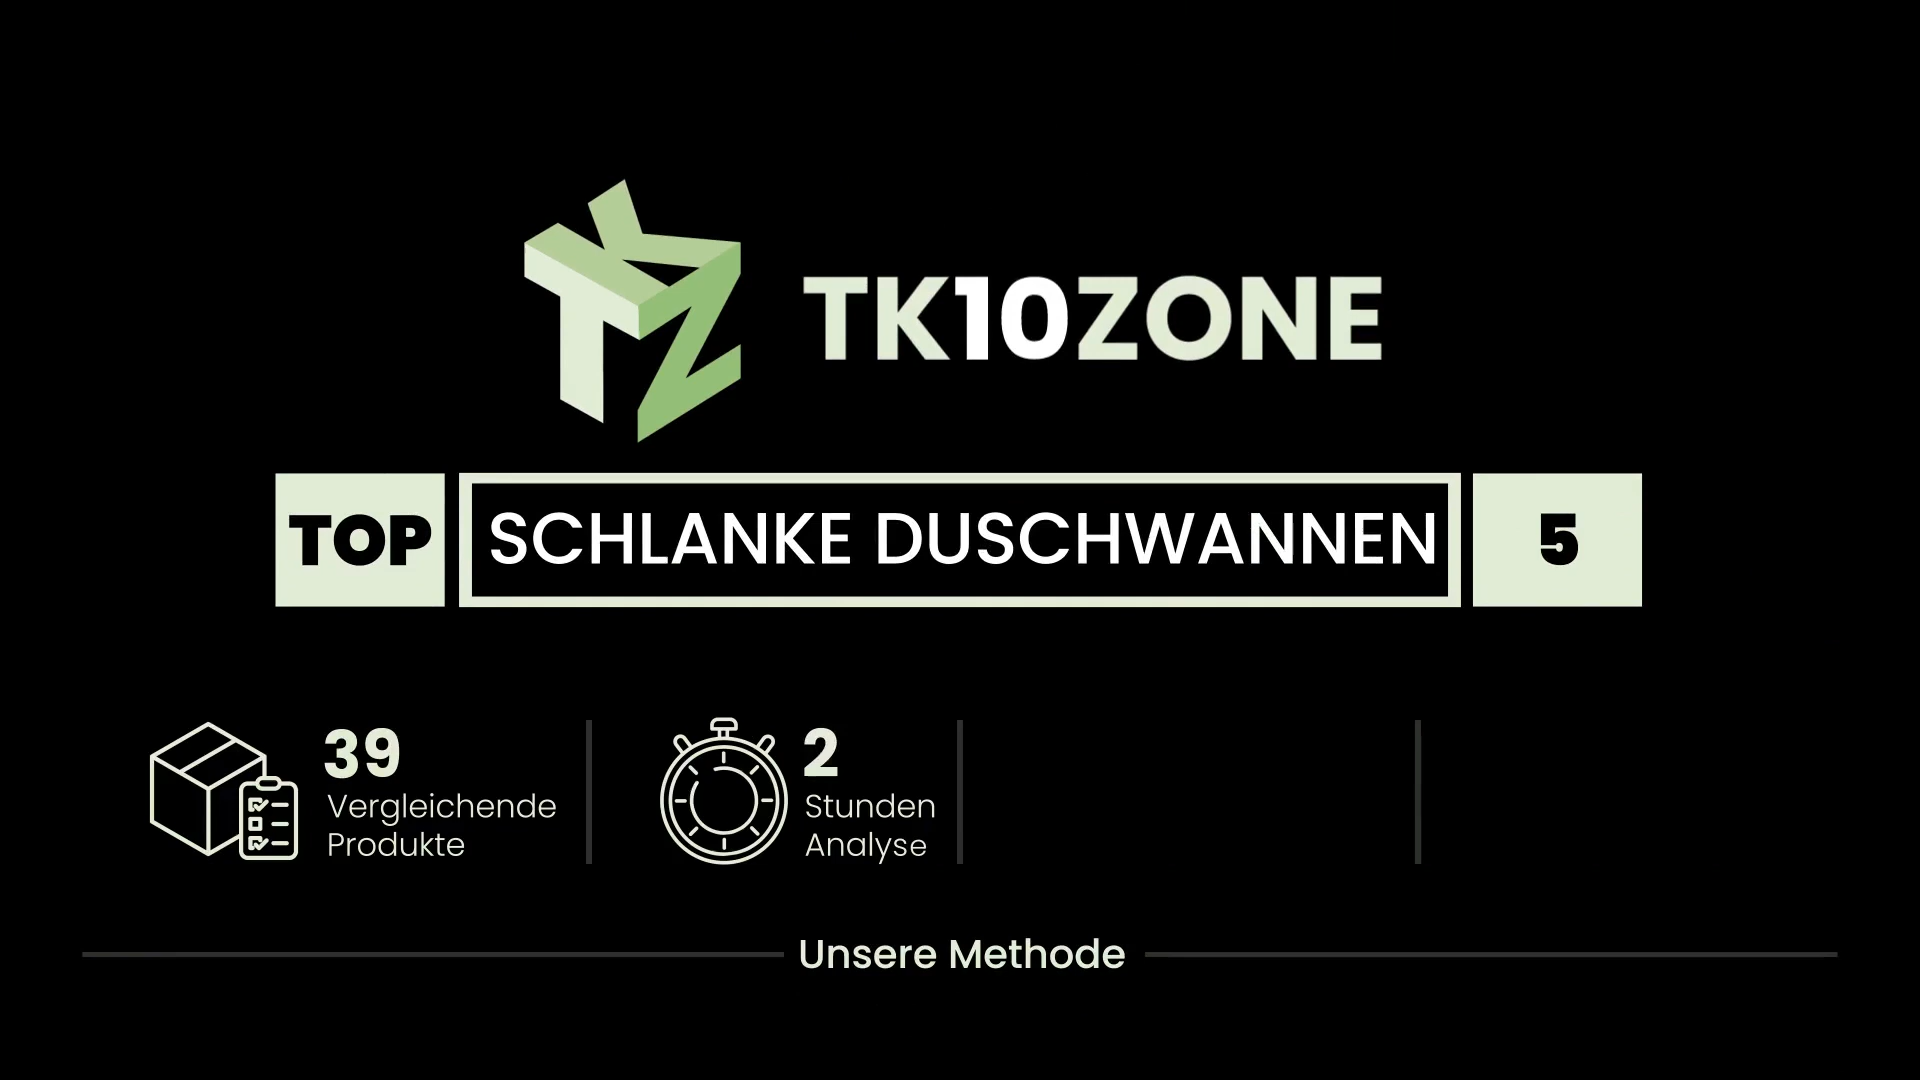 TK10ZONE
TOP SCHLANKE DUSCHWANNEN 5
39
Vergleichende
Produkte
2
Stunden
Analyse
Unsere Methode